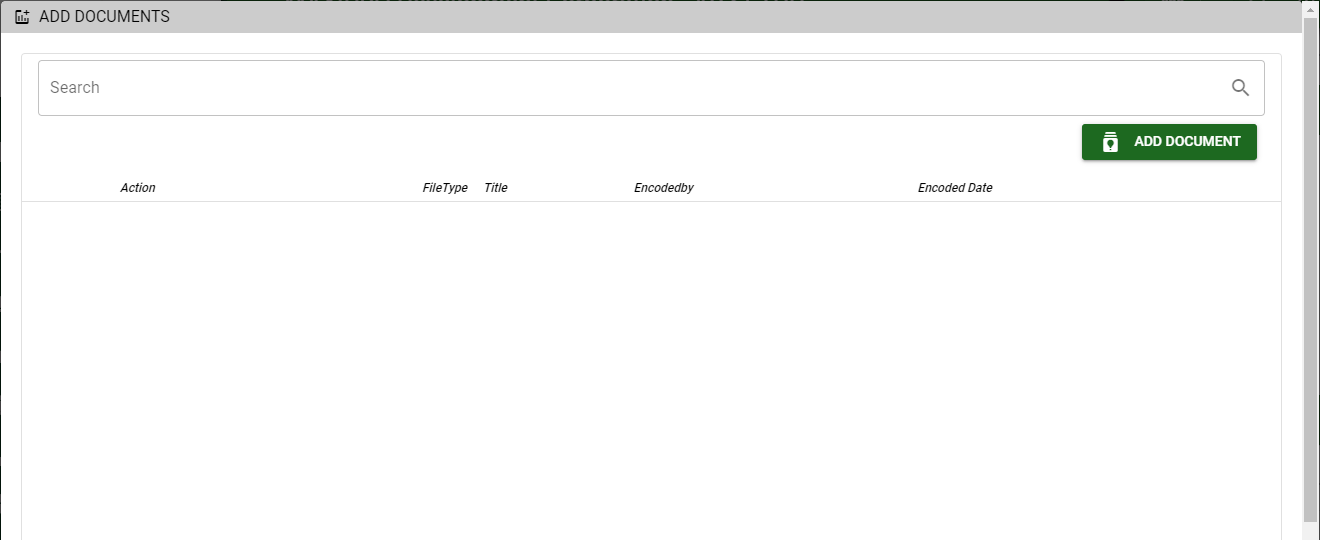 ADD DOCUMENTS
Search
ADD DOCUMENT
Action FileType Title Encodedby Encoded Date